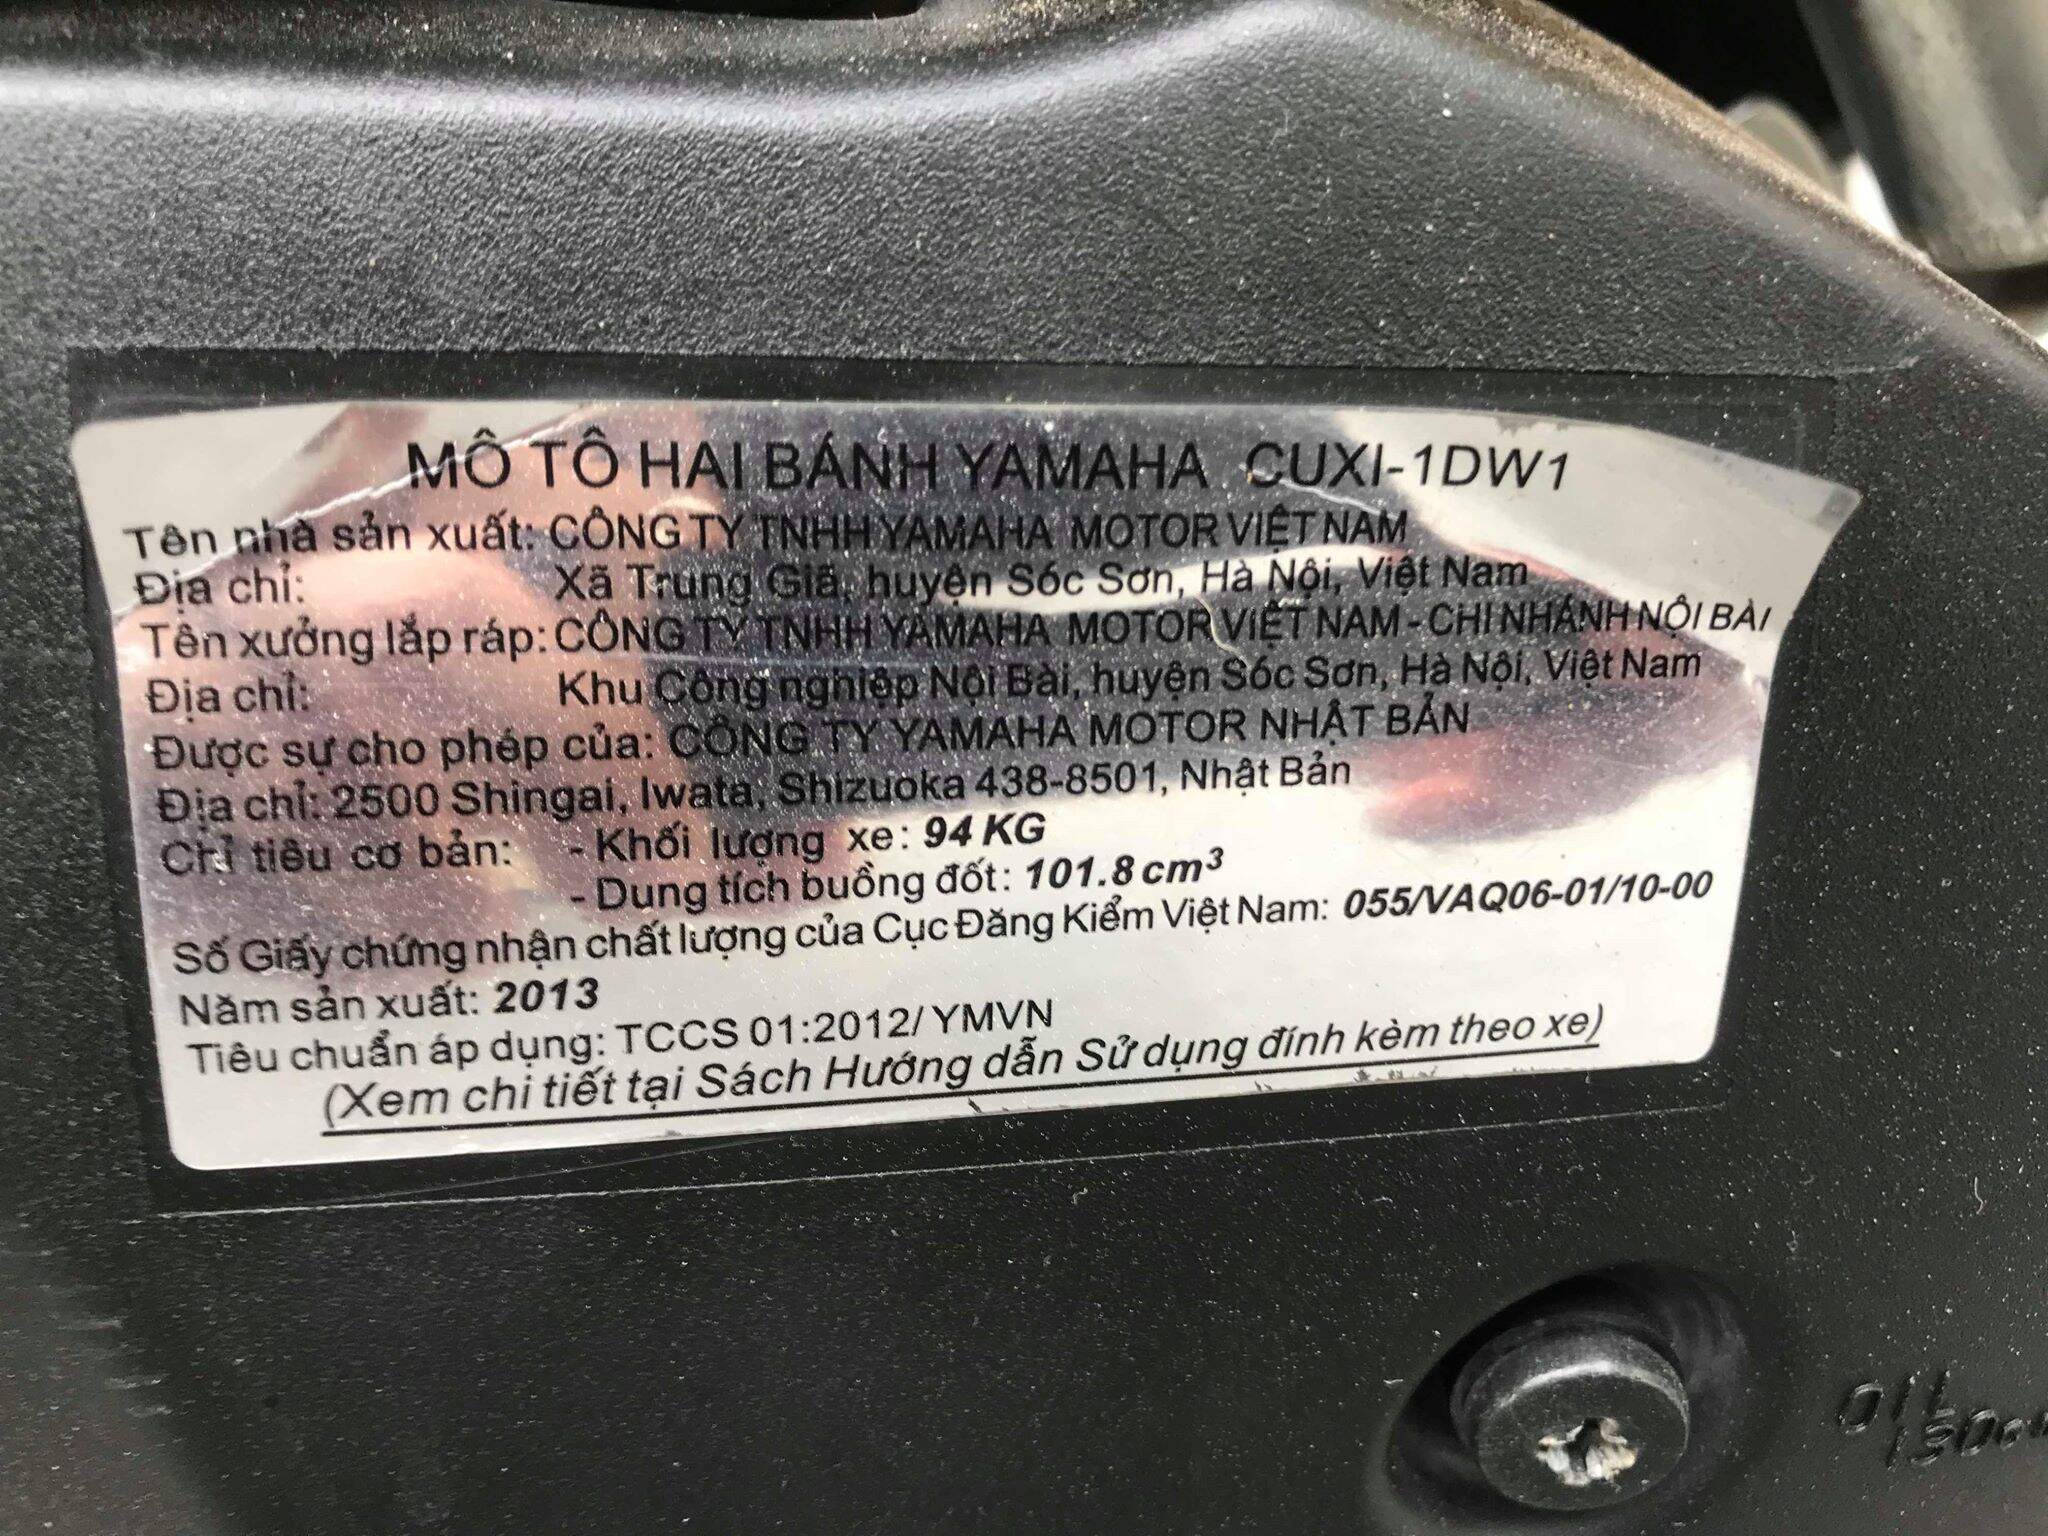 MÔ TÔ HAI BÁNH YAMAHA CUXI-1DW1
Tên nhà sản xuất: CÔNG TY TNHH YAMAHA MOTOR VIỆT NAM
Địa chỉ: Xã Trung Giã, huyện Sóc Sơn, Hà Nội, Việt Nam
Tên xưởng lắp ráp: CÔNG TY TNHH YAMAHA MOTOR VIỆT NAM - CHI NHÁNH NỘI BÀI
Địa chỉ: Khu Công nghiệp Nội Bài, huyện Sóc Sơn, Hà Nội, Việt Nam
Được sự cho phép của: CÔNG TY YAMAHA MOTOR NHẬT BẢN
Địa chỉ: 2500 Shingai, Iwata, Shizuoka 438-8501, Nhật Bản
Chỉ tiêu cơ bản: - Khối lượng xe: 94 KG
- Dung tích buồng đốt: 101.8 cm³
Số Giấy chứng nhận chất lượng của Cục Đăng Kiểm Việt Nam: 055/VAQ06-01/10-00
Năm sản xuất: 2013
Tiêu chuẩn áp dụng: TCCS 01:2012/ YMVN
(Xem chi tiết tại Sách Hướng dẫn Sử dụng đính kèm theo xe)
OIL